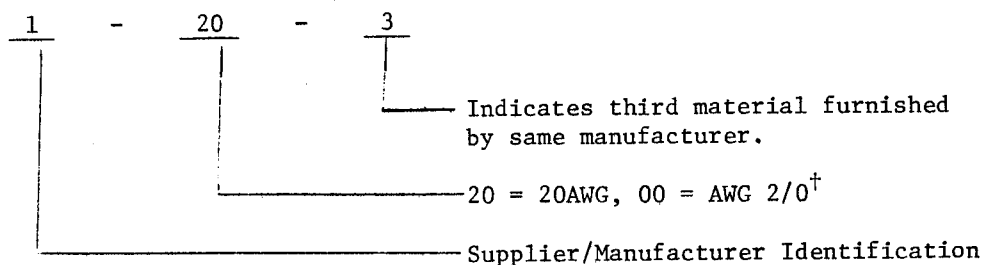 1 - 20 - 3
Indicates third material furnished
by same manufacturer.
20 = 20AWG, 00 = AWG 2/0†
Supplier/Manufacturer Identification